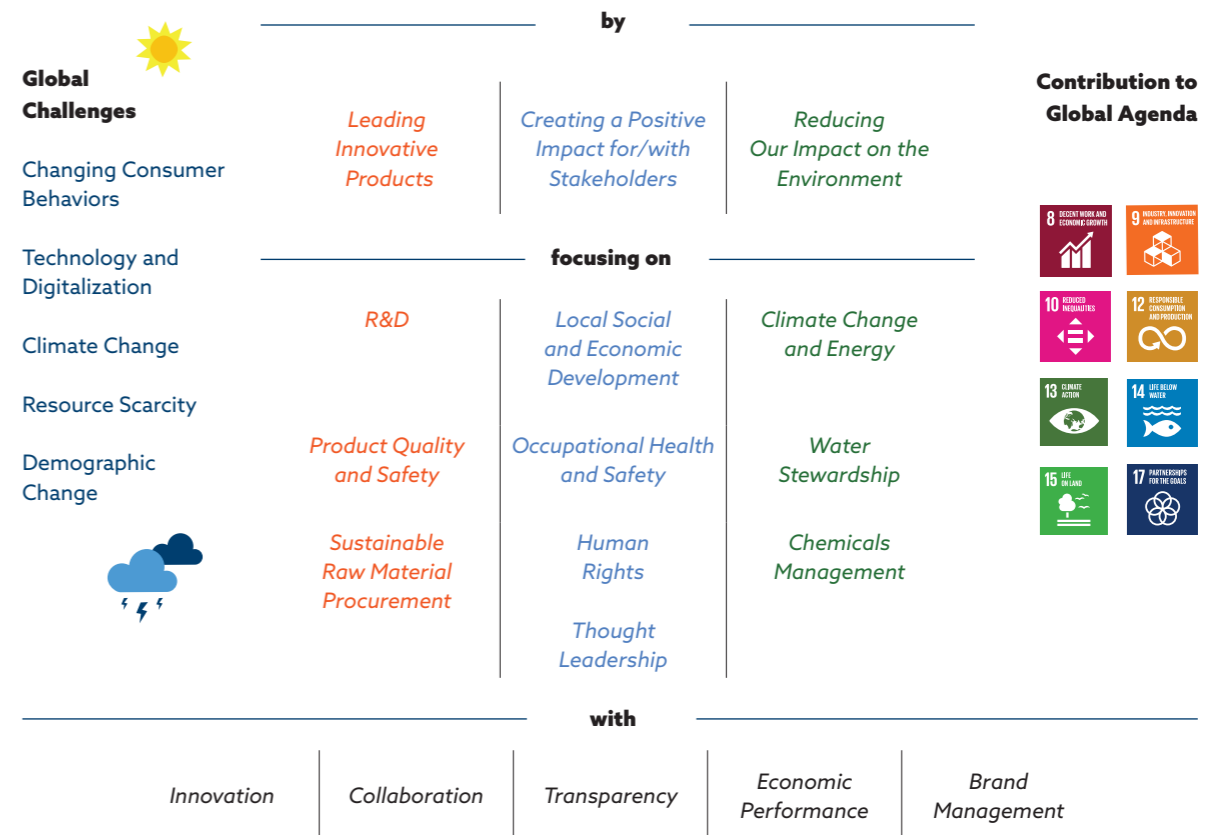 by
Global
Challenges
Changing Consumer
Behaviors
Technology and
Digitalization
Climate Change
Resource Scarcity
Demographic
Change
Leading
Innovative
Products
Creating a Positive
Impact for/with
Stakeholders
Reducing
Our Impact on the
Environment
focusing on
R&D
Product Quality
and Safety
Sustainable
Raw Material
Procurement
Local Social
and Economic
Development
Occupational Health
and Safety
Human
Rights
Thought
Leadership
Climate Change
and Energy
Water
Stewardship
Chemicals
Management
Contribution to
Global Agenda
8 DECENT WORK AND
ECONOMIC GROWTH
9 INDUSTRY, INNOVATION
AND INFRASTRUCTURE
10 REDUCED
INEQUALITIES
12 RESPONSIBLE
CONSUMPTION
AND PRODUCTION
13 CLIMATE
ACTION
14 LIFE BELOW
WATER
15 LIFE
ON LAND
17 PARTNERSHIPS
FOR THE GOALS
with
Innovation
Collaboration
Transparency
Economic
Performance
Brand
Management